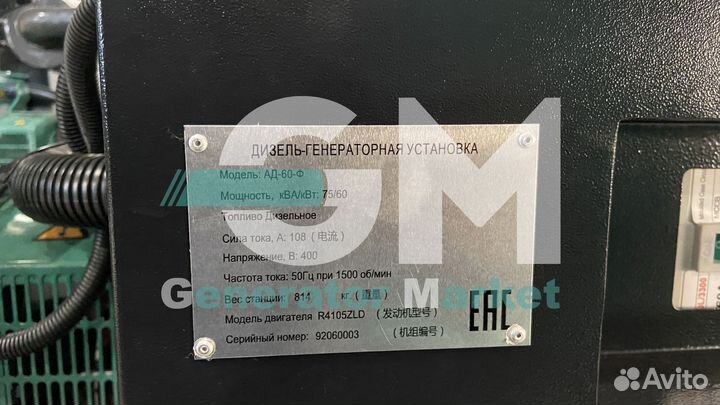 ДИЗЕЛЬ-ГЕНЕРАТОРНАЯ УСТАНОВКА
Модель: АД-60-Ф
Мощность, кВА/кВт: 75/60
Топливо Дизельное
Сила тока, А: 108 (电流)
Напряжение, В: 400
Частота тока: 50Гц при 1500 об/мин
Вес станции: 814 кг. (重量)
Модель двигателя R4105ZLD (发动机型号)
Серийный номер: 92060003 (机组编号)
EAC
GM
Generator Market
Avito